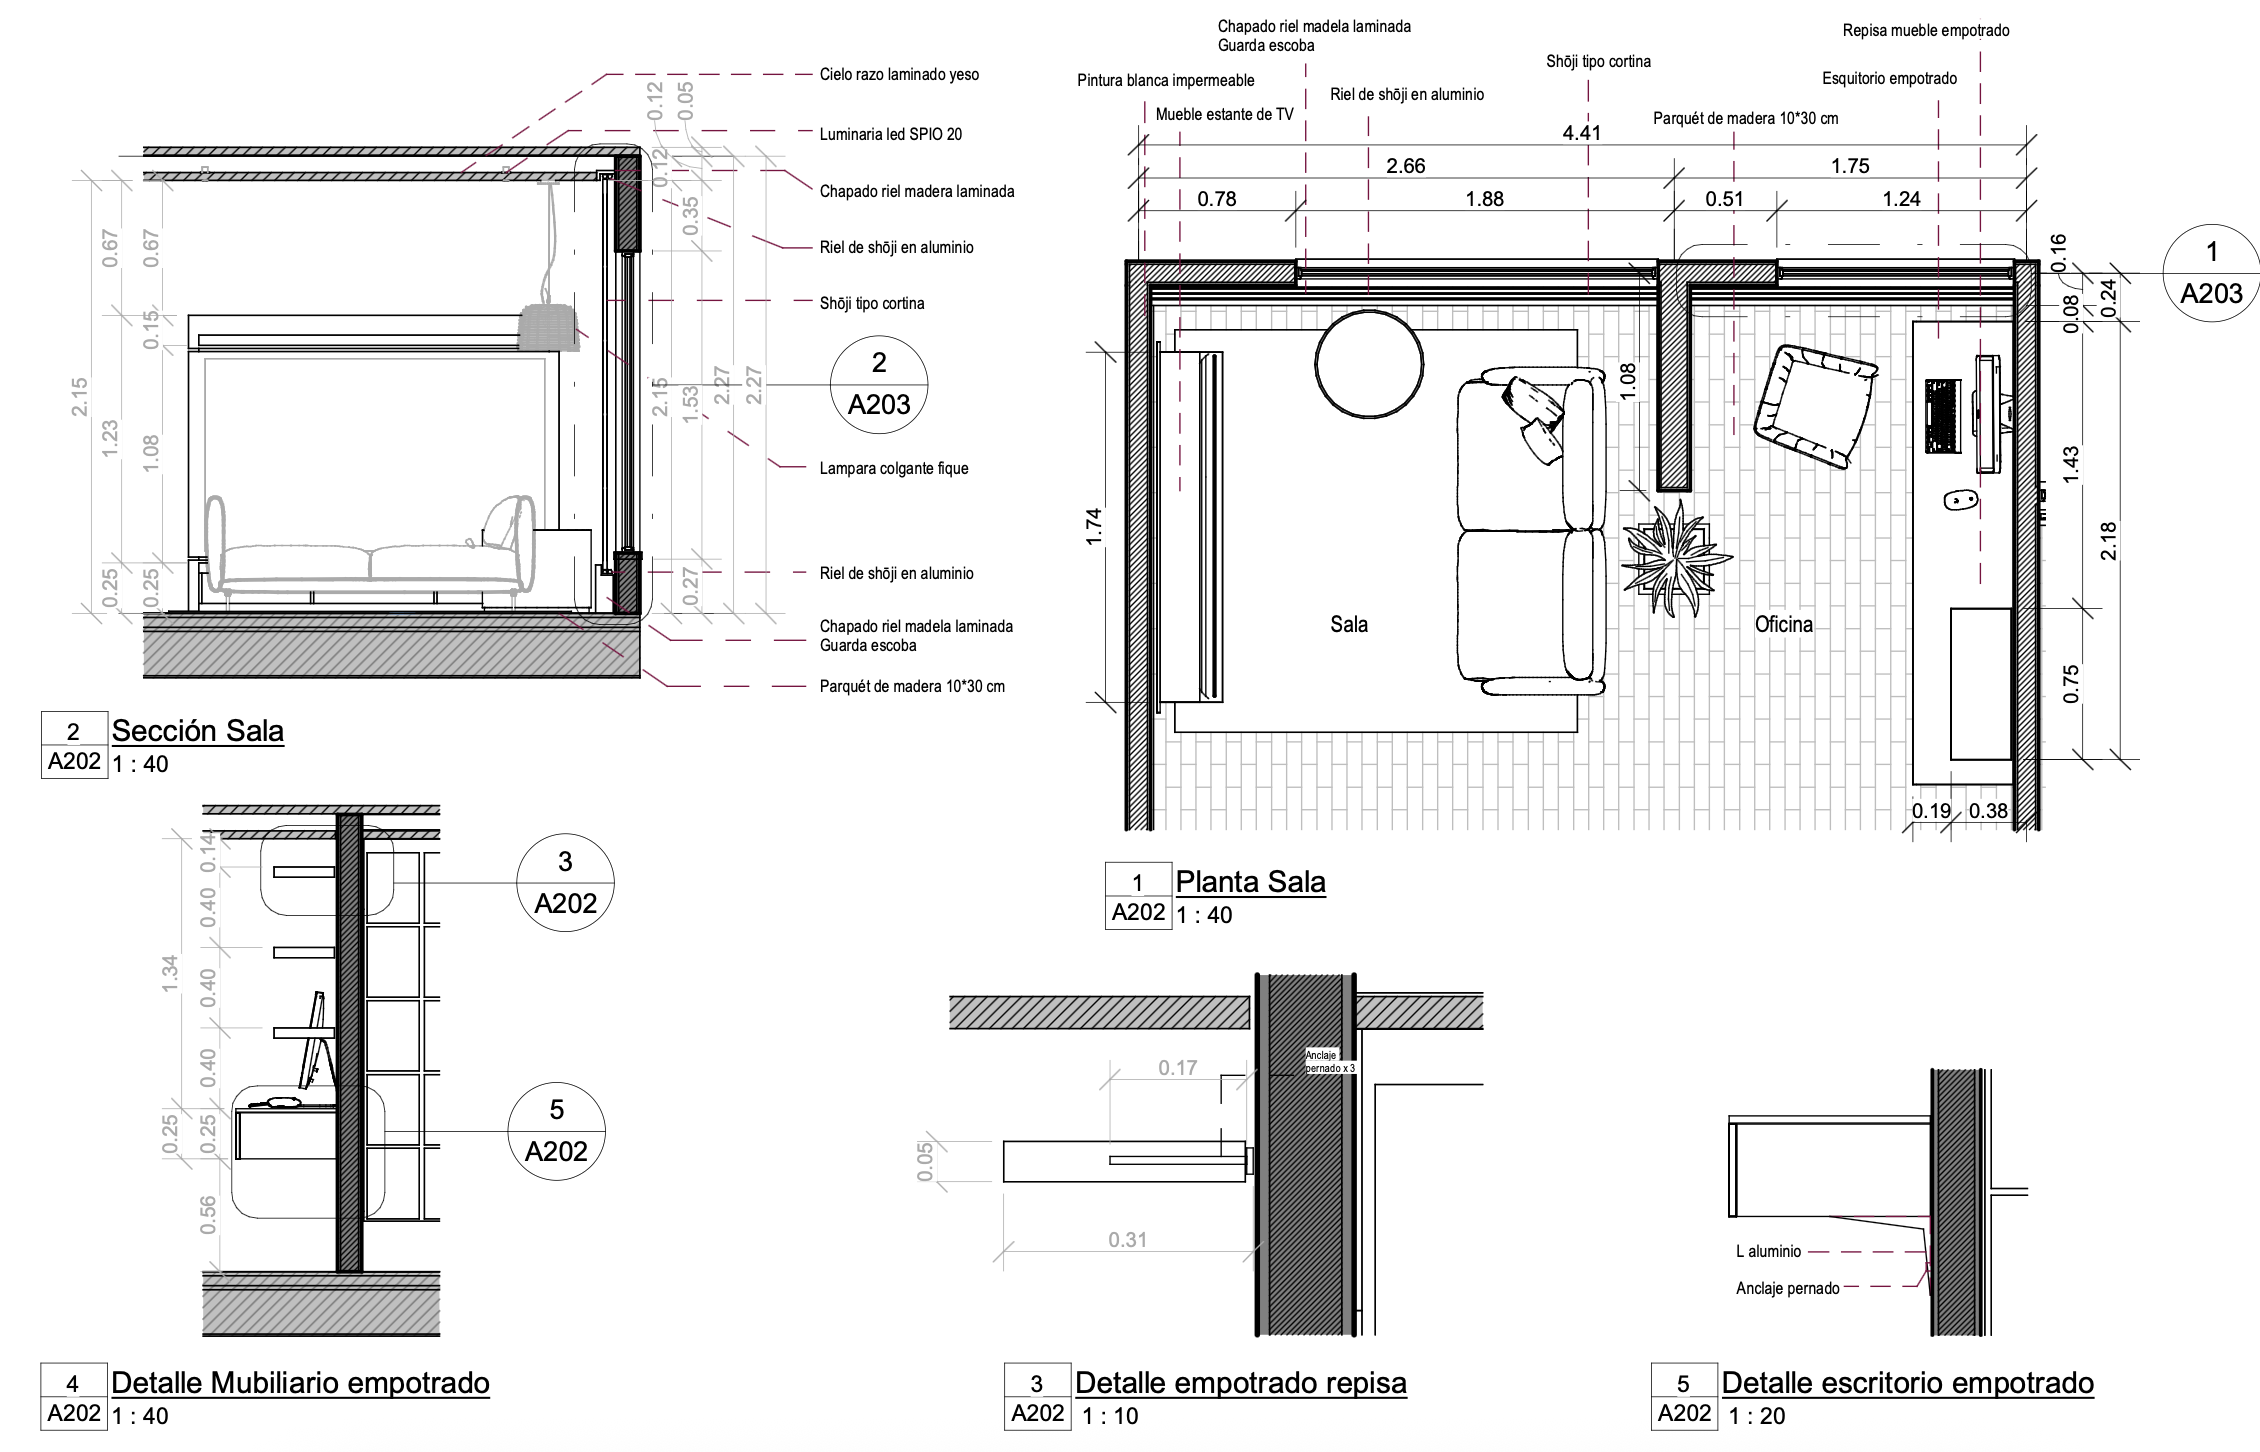 Cielo razo laminado yeso
Luminaria led SPIO 20
Chapado riel madera laminada
Riel de shōji en aluminio
Shōji tipo cortina
2
A203
Lampara colgante fique
Riel de shōji en aluminio
Chapado riel madela laminada
Guarda escoba
Parquét de madera 10*30 cm
0.12
0.05
0.12
0.35
2.15
1.53
2.27
2.27
0.27
0.67
0.67
0.15
2.15
1.23
1.08
0.25
0.25
2
A202
Sección Sala
1 : 40
Chapado riel madela laminada
Guarda escoba
Repisa mueble empotrado
Shōji tipo cortina
Pintura blanca impermeable
Esquitorio empotrado
Riel de shōji en aluminio
Mueble estante de TV
Parquét de madera 10*30 cm
4.41
2.66
1.75
0.78
1.88
0.51
1.24
0.16
1
A203
0.08
0.24
1.08
1.43
1.74
2.18
Sala
Oficina
0.75
0.19
0.38
1
A202
Planta Sala
1 : 40
0.14
3
A202
0.40
1.34
0.40
0.40
0.25
0.25
5
A202
0.56
4
A202
Detalle Mubiliario empotrado
1 : 40
Anclaje
pernado x 3
0.17
0.05
0.31
3
A202
Detalle empotrado repisa
1 : 10
L aluminio
Anclaje pernado
5
A202
Detalle escritorio empotrado
1 : 20